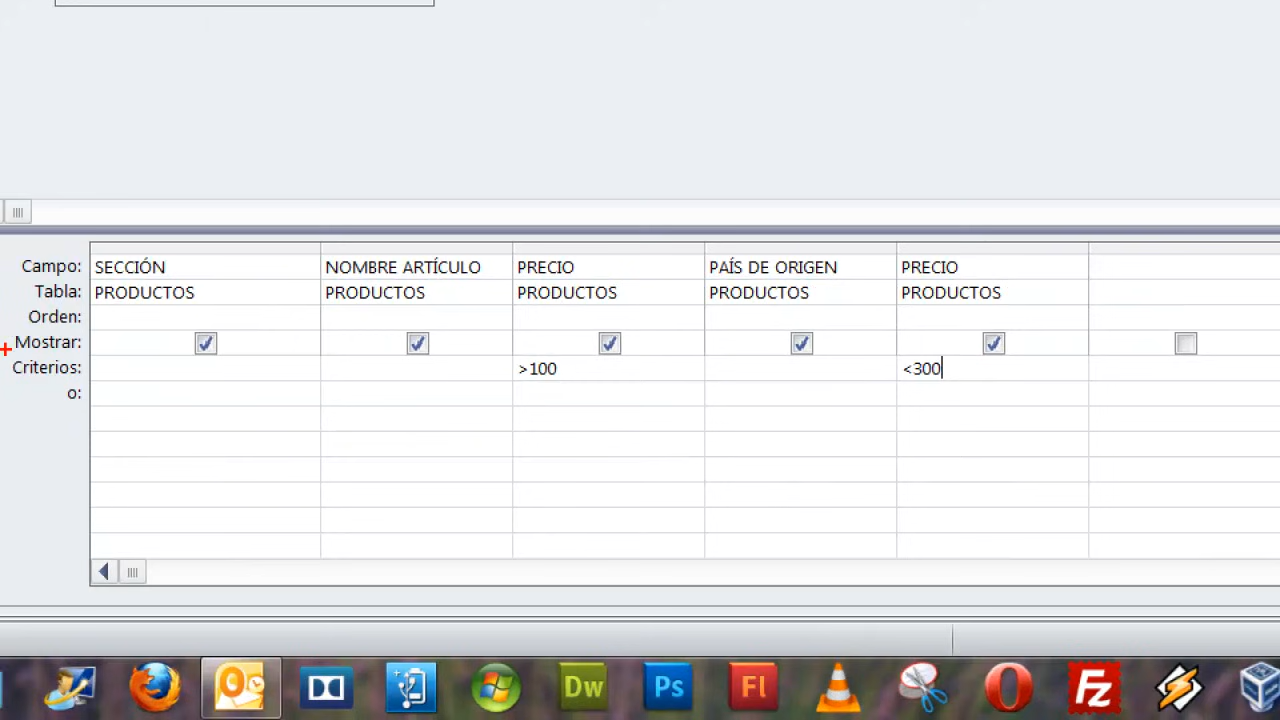 Campo: SECCIÓN NOMBRE ARTÍCULO PRECIO PAÍS DE ORIGEN PRECIO
Tabla: PRODUCTOS PRODUCTOS PRODUCTOS PRODUCTOS PRODUCTOS
Orden:
Mostrar:
Criterios: >100 <300
o:
Dw Ps Fl Fz